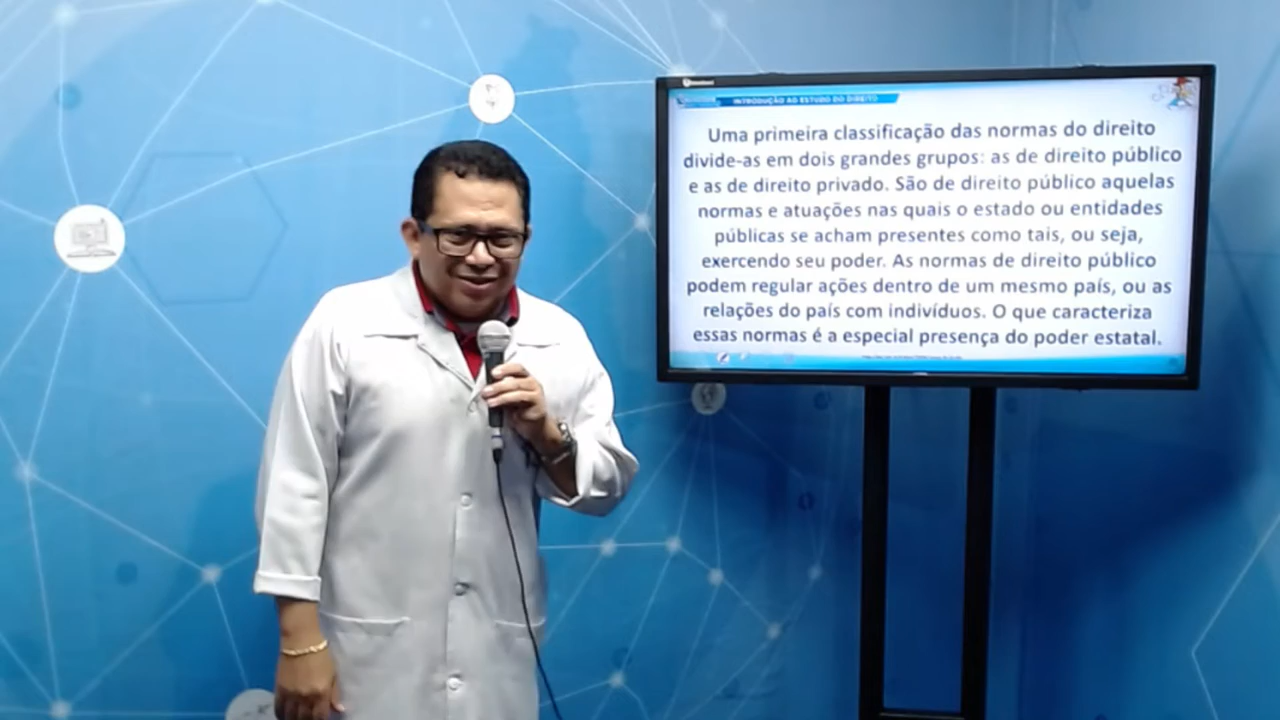 INTRODUÇÃO AO ESTUDO DO DIREITO
Uma primeira classificação das normas do direito
divide-as em dois grandes grupos: as de direito público
e as de direito privado. São de direito público aquelas
normas e atuações nas quais o estado ou entidades
públicas se acham presentes como tais, ou seja,
exercendo seu poder. As normas de direito público
podem regular ações dentro de um mesmo país, ou as
relações do país com indivíduos. O que caracteriza
essas normas é a especial presença do poder estatal.